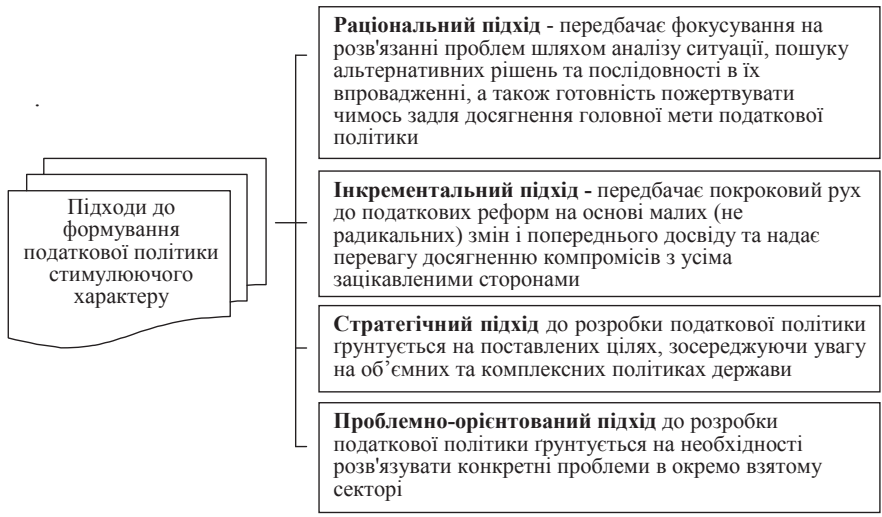 Підходи до
формування
податкової політики
стимулюючого
характеру
Раціональний підхід - передбачає фокусування на
розв'язанні проблем шляхом аналізу ситуації, пошуку
альтернативних рішень та послідовності в їх
впровадженні, а також готовність пожертвувати
чимось задля досягнення головної мети податкової
політики
Інкрементальний підхід - передбачає покроковий рух
до податкових реформ на основі малих (не
радикальних) змін і попереднього досвіду та надає
перевагу досягненню компромісів з усіма
зацікавленими сторонами
Стратегічний підхід до розробки податкової політики
ґрунтується на поставлених цілях, зосереджуючи увагу
на об’ємних та комплексних політиках держави
Проблемно-орієнтований підхід до розробки
податкової політики ґрунтується на необхідності
розв'язувати конкретні проблеми в окремо взятому
секторі